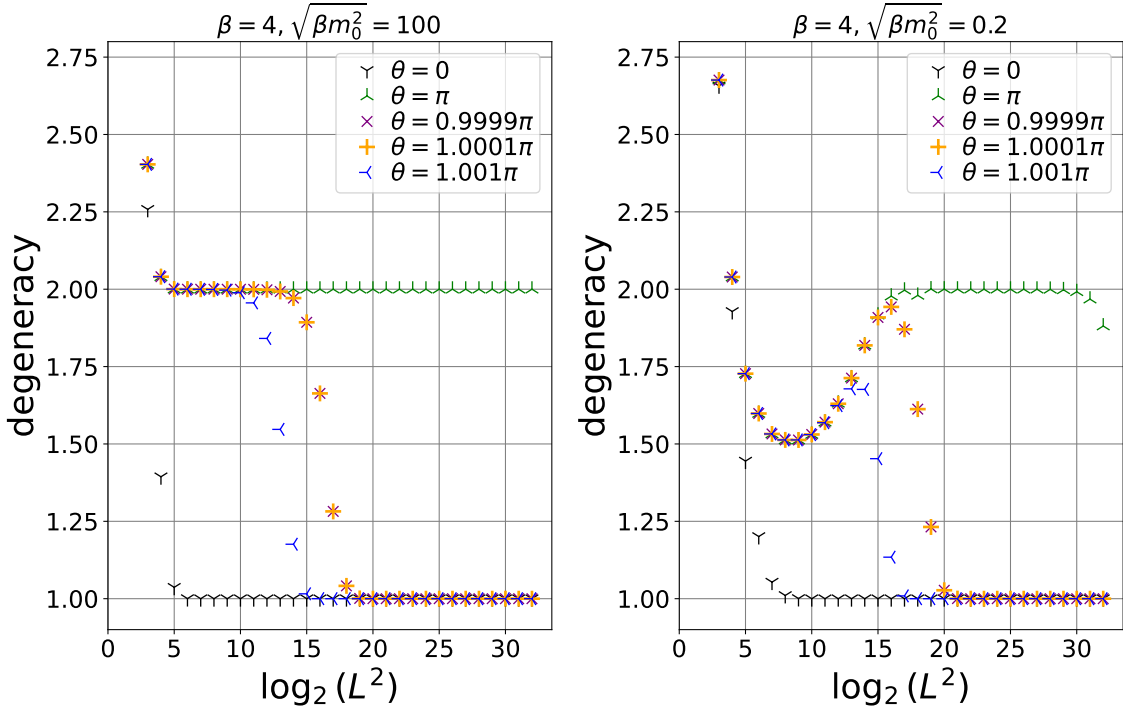 β = 4, √βm₀² = 100
degeneracy
2.75
2.50
2.25
2.00
1.75
1.50
1.25
1.00
θ = 0
θ = π
θ = 0.9999π
θ = 1.0001π
θ = 1.001π
0 5 10 15 20 25 30
log₂ (L²)
β = 4, √βm₀² = 0.2
degeneracy
2.75
2.50
2.25
2.00
1.75
1.50
1.25
1.00
θ = 0
θ = π
θ = 0.9999π
θ = 1.0001π
θ = 1.001π
0 5 10 15 20 25 30
log₂ (L²)